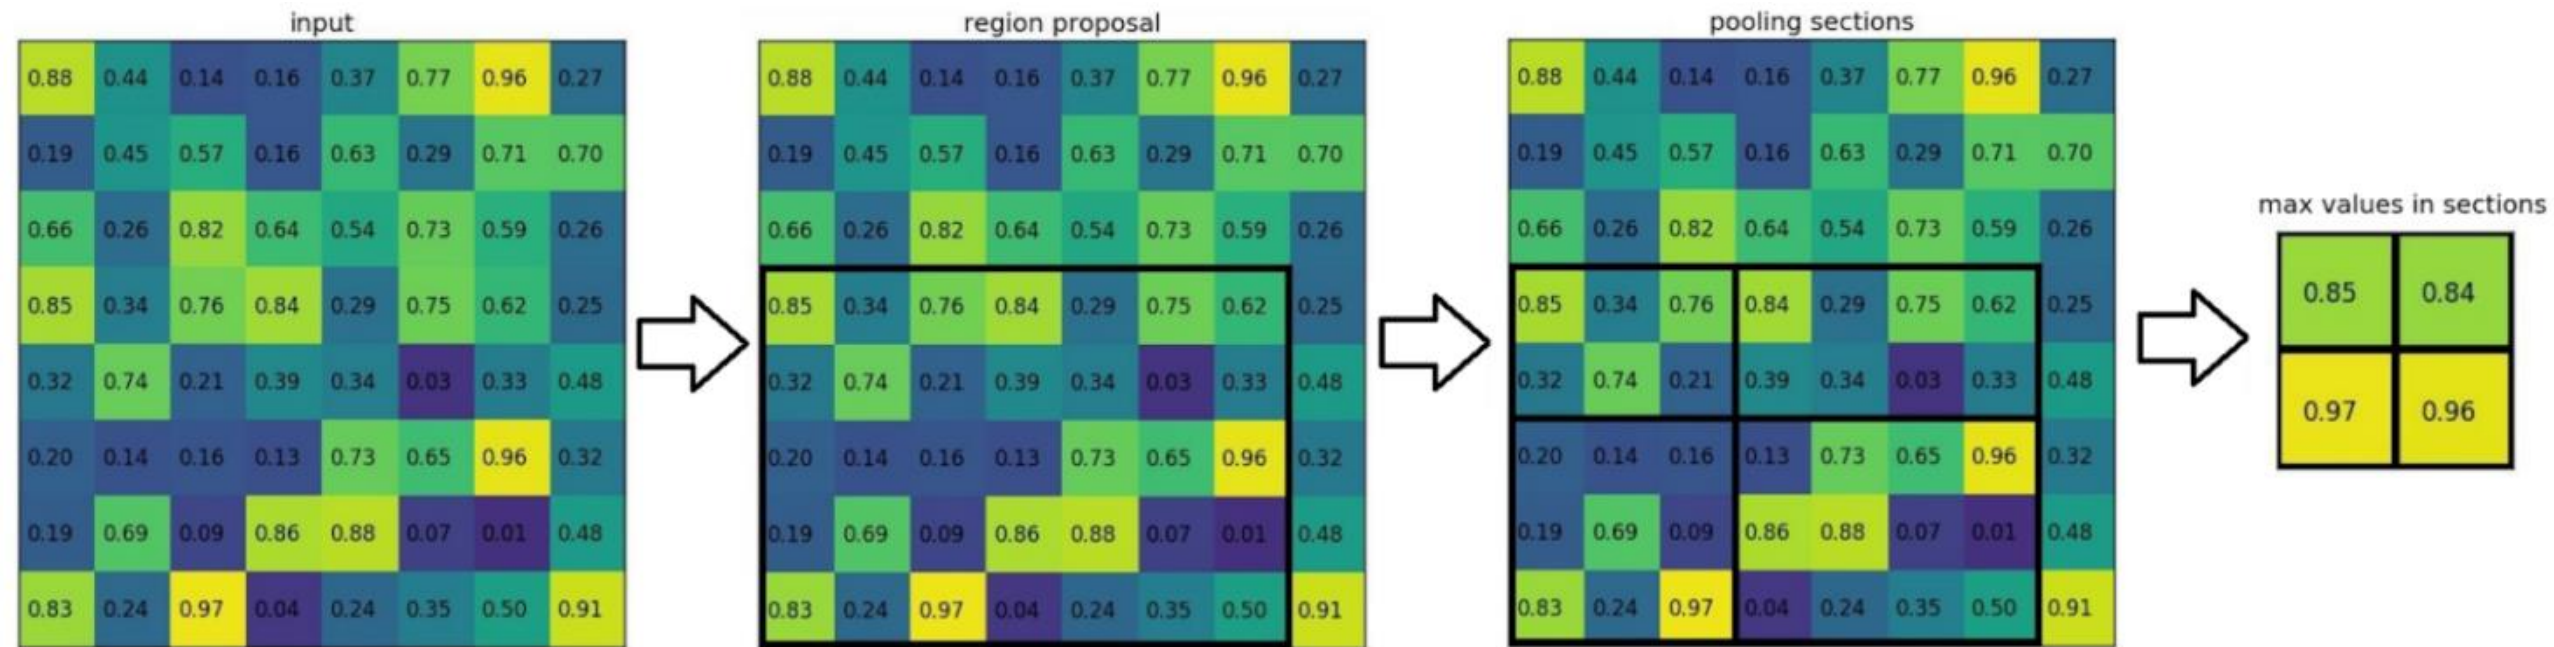 input
0.88 0.44 0.14 0.16 0.37 0.77 0.96 0.27
0.19 0.45 0.57 0.16 0.63 0.29 0.71 0.70
0.66 0.26 0.82 0.64 0.54 0.73 0.59 0.26
0.85 0.34 0.76 0.84 0.29 0.75 0.62 0.25
0.32 0.74 0.21 0.39 0.34 0.03 0.33 0.48
0.20 0.14 0.16 0.13 0.73 0.65 0.96 0.32
0.19 0.69 0.09 0.86 0.88 0.07 0.01 0.48
0.83 0.24 0.97 0.04 0.24 0.35 0.50 0.91
region proposal
0.88 0.44 0.14 0.16 0.37 0.77 0.96 0.27
0.19 0.45 0.57 0.16 0.63 0.29 0.71 0.70
0.66 0.26 0.82 0.64 0.54 0.73 0.59 0.26
0.85 0.34 0.76 0.84 0.29 0.75 0.62 0.25
0.32 0.74 0.21 0.39 0.34 0.03 0.33 0.48
0.20 0.14 0.16 0.13 0.73 0.65 0.96 0.32
0.19 0.69 0.09 0.86 0.88 0.07 0.01 0.48
0.83 0.24 0.97 0.04 0.24 0.35 0.50 0.91
pooling sections
0.88 0.44 0.14 0.16 0.37 0.77 0.96 0.27
0.19 0.45 0.57 0.16 0.63 0.29 0.71 0.70
0.66 0.26 0.82 0.64 0.54 0.73 0.59 0.26
0.85 0.34 0.76 0.84 0.29 0.75 0.62 0.25
0.32 0.74 0.21 0.39 0.34 0.03 0.33 0.48
0.20 0.14 0.16 0.13 0.73 0.65 0.96 0.32
0.19 0.69 0.09 0.86 0.88 0.07 0.01 0.48
0.83 0.24 0.97 0.04 0.24 0.35 0.50 0.91
max values in sections
0.85 0.84
0.97 0.96